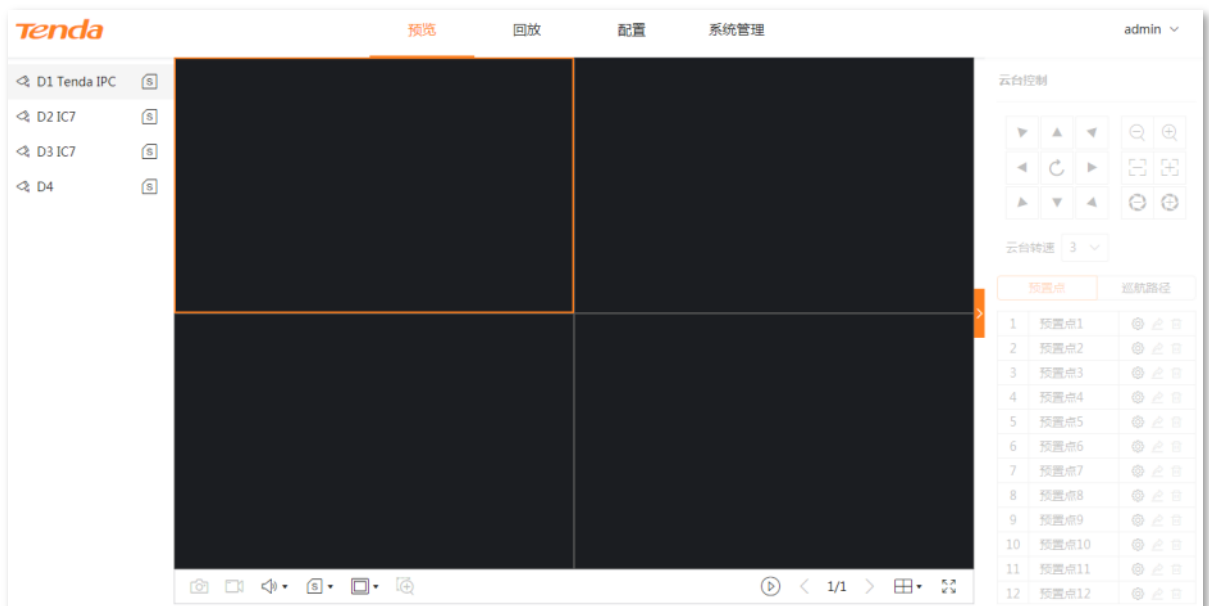 Tenda 预览 回放 配置 系统管理 admin
D1 Tenda IPC S
D2 IC7 S
D3 IC7 S
D4 S
云台控制
云台转速 3
预置点 巡航路径
1 预置点1
2 预置点2
3 预置点3
4 预置点4
5 预置点5
6 预置点6
7 预置点7
8 预置点8
9 预置点9
10 预置点10
11 预置点11
12 预置点12
S 1/1